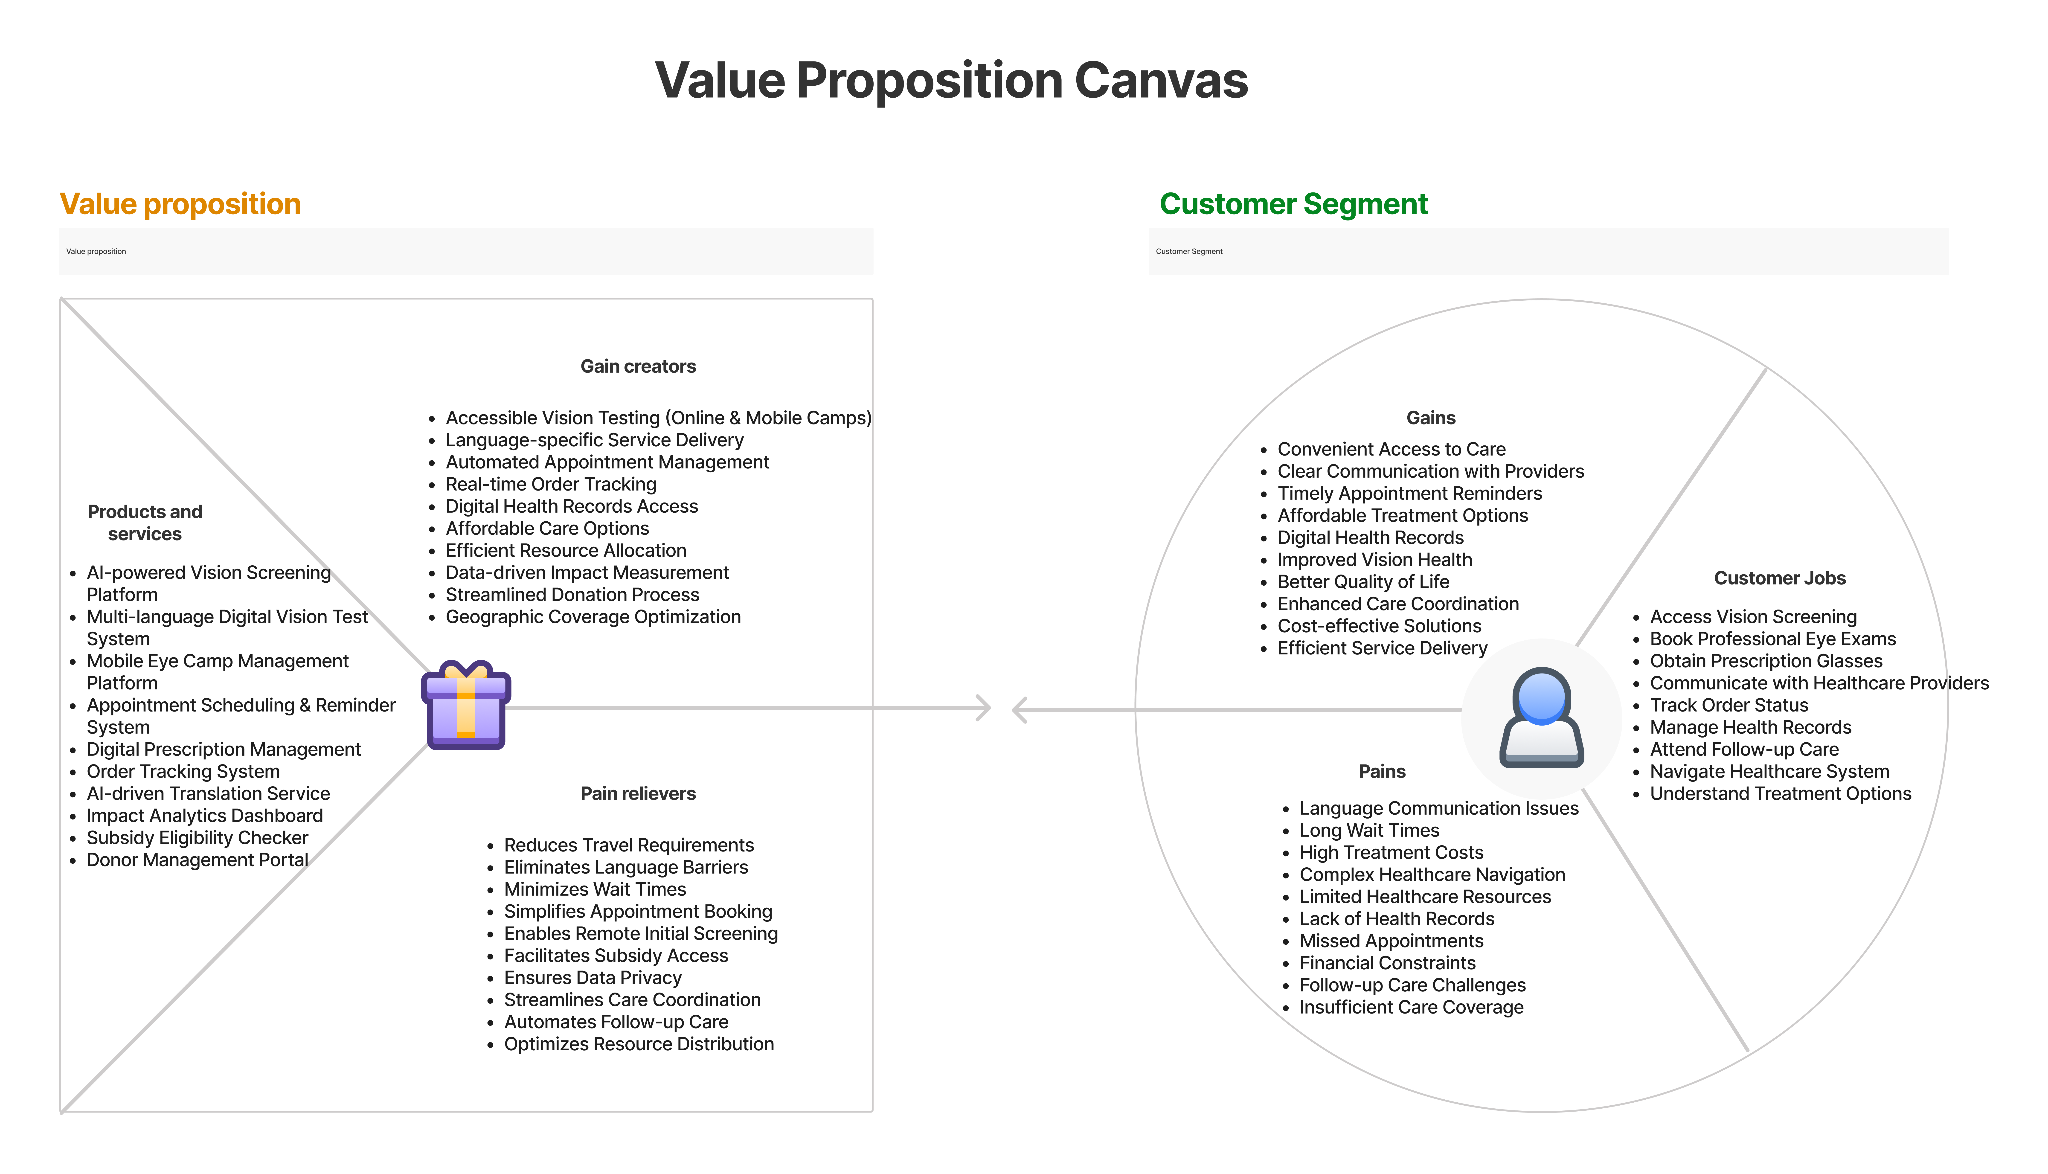 Value Proposition Canvas
Value proposition
Value proposition
Products and
services
• AI-powered Vision Screening
Platform
• Multi-language Digital Vision Test
System
• Mobile Eye Camp Management
Platform
• Appointment Scheduling & Reminder
System
• Digital Prescription Management
• Order Tracking System
• AI-driven Translation Service
• Impact Analytics Dashboard
• Subsidy Eligibility Checker
• Donor Management Portal
Gain creators
• Accessible Vision Testing (Online & Mobile Camps)
• Language-specific Service Delivery
• Automated Appointment Management
• Real-time Order Tracking
• Digital Health Records Access
• Affordable Care Options
• Efficient Resource Allocation
• Data-driven Impact Measurement
• Streamlined Donation Process
• Geographic Coverage Optimization
Pain relievers
• Reduces Travel Requirements
• Eliminates Language Barriers
• Minimizes Wait Times
• Simplifies Appointment Booking
• Enables Remote Initial Screening
• Facilitates Subsidy Access
• Ensures Data Privacy
• Streamlines Care Coordination
• Automates Follow-up Care
• Optimizes Resource Distribution
Customer Segment
Customer Segment
Gains
• Convenient Access to Care
• Clear Communication with Providers
• Timely Appointment Reminders
• Affordable Treatment Options
• Digital Health Records
• Improved Vision Health
• Better Quality of Life
• Enhanced Care Coordination
• Cost-effective Solutions
• Efficient Service Delivery
Pains
• Language Communication Issues
• Long Wait Times
• High Treatment Costs
• Complex Healthcare Navigation
• Limited Healthcare Resources
• Lack of Health Records
• Missed Appointments
• Financial Constraints
• Follow-up Care Challenges
• Insufficient Care Coverage
Customer Jobs
• Access Vision Screening
• Book Professional Eye Exams
• Obtain Prescription Glasses
• Communicate with Healthcare Providers
• Track Order Status
• Manage Health Records
• Attend Follow-up Care
• Navigate Healthcare System
• Understand Treatment Options